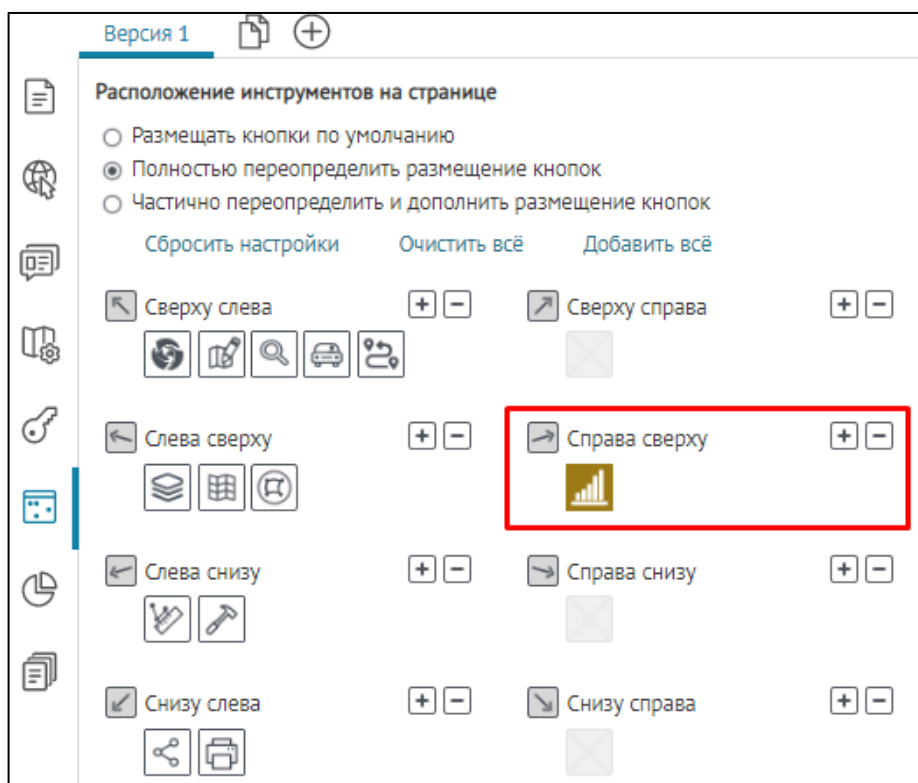 Версия 1
Расположение инструментов на странице
Размещать кнопки по умолчанию
Полностью переопределить размещение кнопок
Частично переопределить и дополнить размещение кнопок
Сбросить настройки Очистить всё Добавить всё
Сверху слева Сверху справа
Слева сверху Справа сверху
Слева снизу Справа снизу
Снизу слева Снизу справа